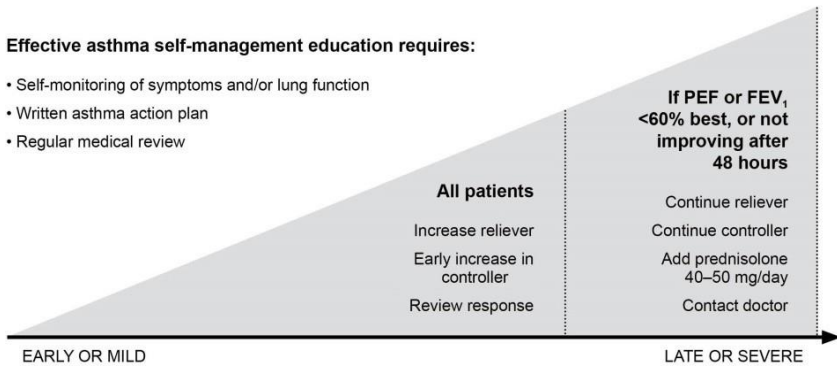 Effective asthma self-management education requires:
• Self-monitoring of symptoms and/or lung function
• Written asthma action plan
• Regular medical review
All patients
Increase reliever
Early increase in
controller
Review response
If PEF or FEV₁
<60% best, or not
improving after
48 hours
Continue reliever
Continue controller
Add prednisolone
40–50 mg/day
Contact doctor
EARLY OR MILD
LATE OR SEVERE